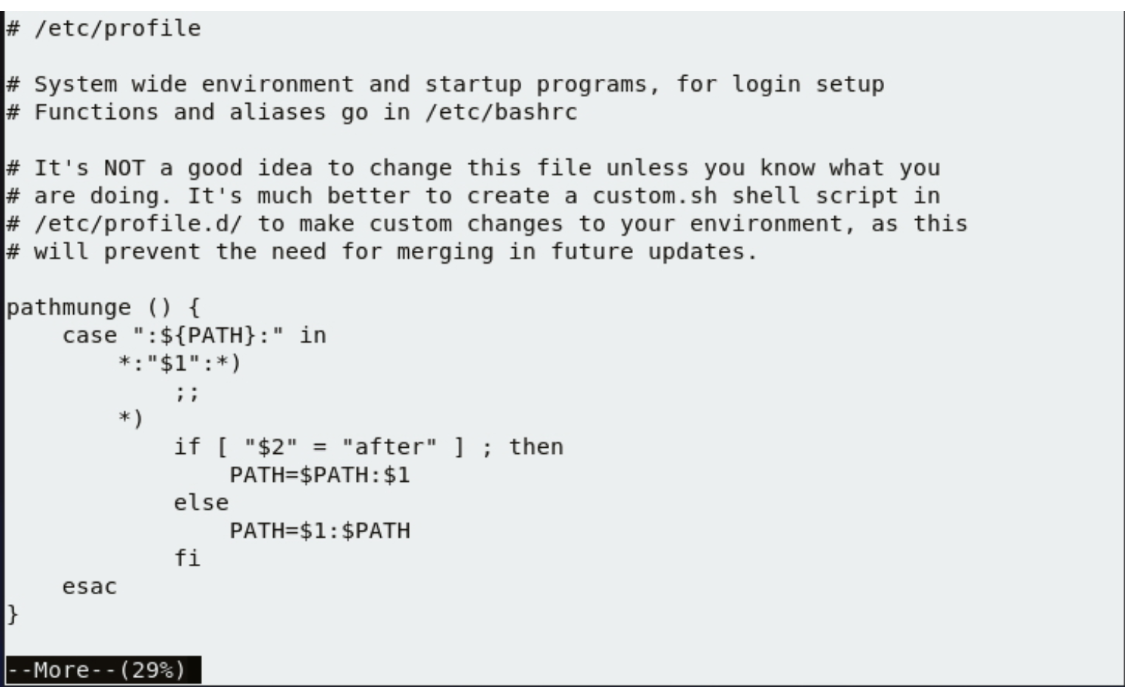 # /etc/profile

# System wide environment and startup programs, for login setup
# Functions and aliases go in /etc/bashrc

# It's NOT a good idea to change this file unless you know what you
# are doing. It's much better to create a custom.sh shell script in
# /etc/profile.d/ to make custom changes to your environment, as this
# will prevent the need for merging in future updates.

pathmunge () {
    case ":${PATH}:" in
        *:"$1":*)
            ;;
        *)
            if [ "$2" = "after" ] ; then
                PATH=$PATH:$1
            else
                PATH=$1:$PATH
            fi
    esac
}

--More--(29%)